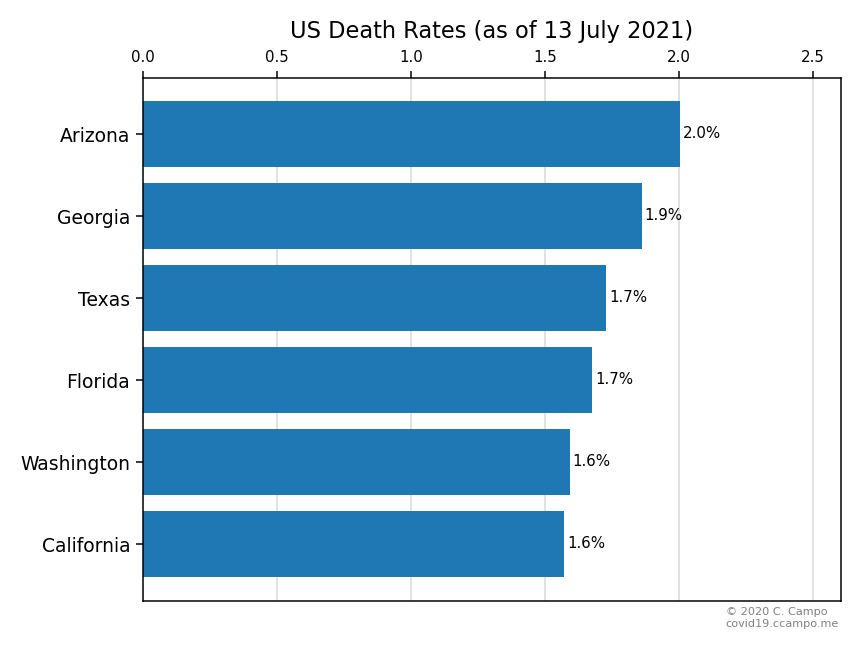 US Death Rates (as of 13 July 2021)
0.0 0.5 1.0 1.5 2.0 2.5
Arizona 2.0%
Georgia 1.9%
Texas 1.7%
Florida 1.7%
Washington 1.6%
California 1.6%
© 2020 C. Campo
covid19.ccampo.me